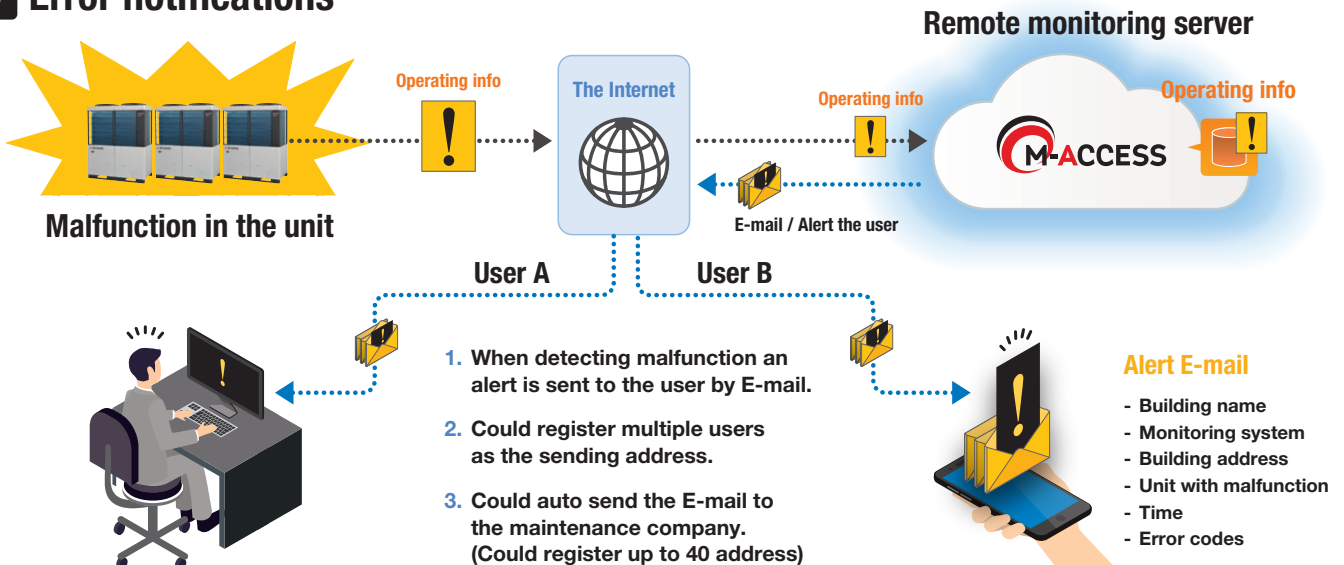 Error notifications
Remote monitoring server
Operating info
The Internet
Operating info
Operating info
M-ACCESS
Malfunction in the unit
E-mail / Alert the user
User A
User B
1. When detecting malfunction an
alert is sent to the user by E-mail.
2. Could register multiple users
as the sending address.
3. Could auto send the E-mail to
the maintenance company.
(Could register up to 40 address)
Alert E-mail
- Building name
- Monitoring system
- Building address
- Unit with malfunction
- Time
- Error codes